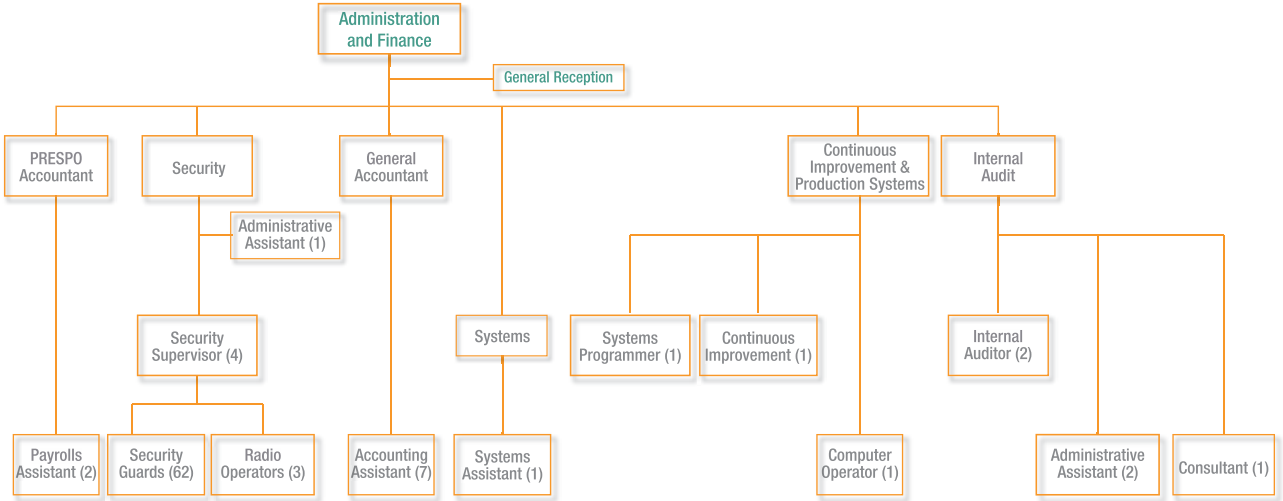 Administration
and Finance
General Reception
PRESPO
Accountant
Security
General
Accountant
Continuous
Improvement &
Production Systems
Internal
Audit
Administrative
Assistant (1)
Security
Supervisor (4)
Systems
Systems
Programmer (1)
Continuous
Improvement (1)
Internal
Auditor (2)
Payrolls
Assistant (2)
Security
Guards (62)
Radio
Operators (3)
Accounting
Assistant (7)
Systems
Assistant (1)
Computer
Operator (1)
Administrative
Assistant (2)
Consultant (1)